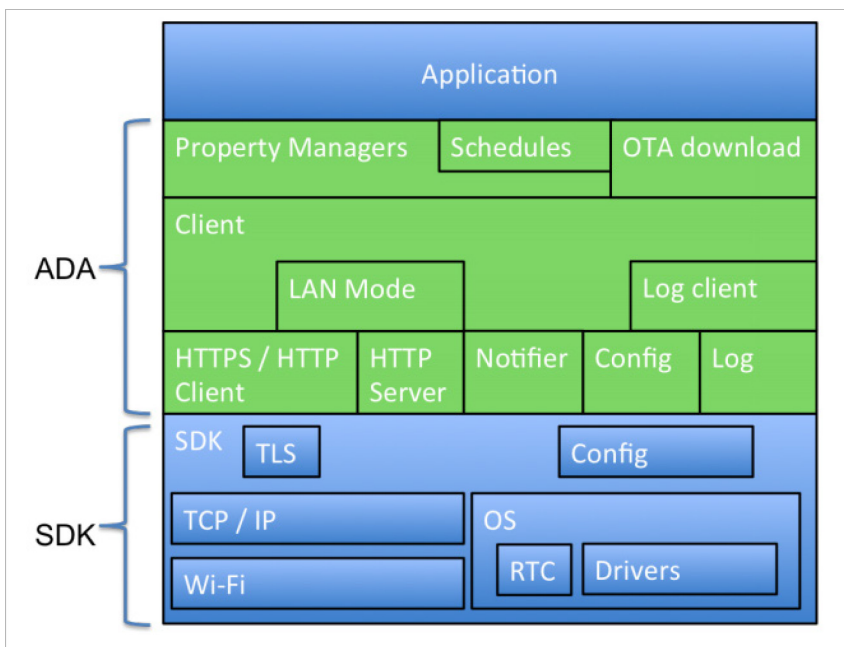 Application
Property Managers
Schedules
OTA download
ADA
Client
LAN Mode
Log client
HTTPS / HTTP
Client
HTTP
Server
Notifier
Config
Log
SDK
SDK
TLS
Config
TCP / IP
OS
RTC
Drivers
Wi-Fi